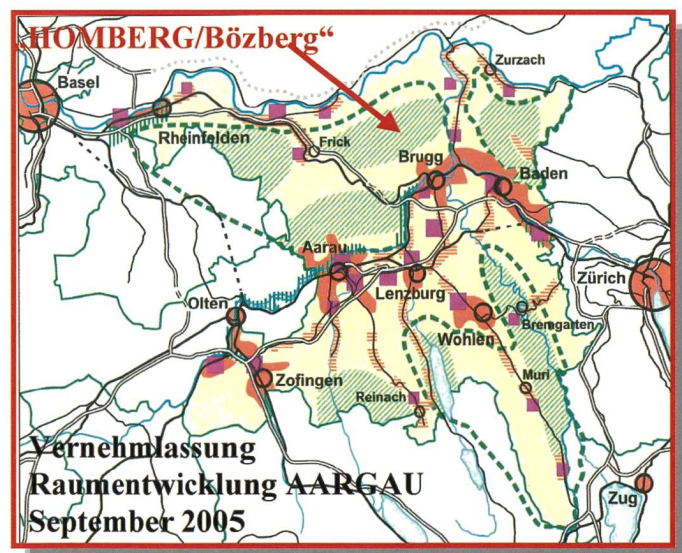 „HOMBERG/Bözberg“
Zurzach
Basel
Rheinfelden
Frick
Brugg
Baden
Aarau
Zürich
Olten
Lenzburg
Bremgarten
Wohlen
Muri
Zofingen
Reinach
Vernehmlassung
Raumentwicklung AARGAU
September 2005
Zug